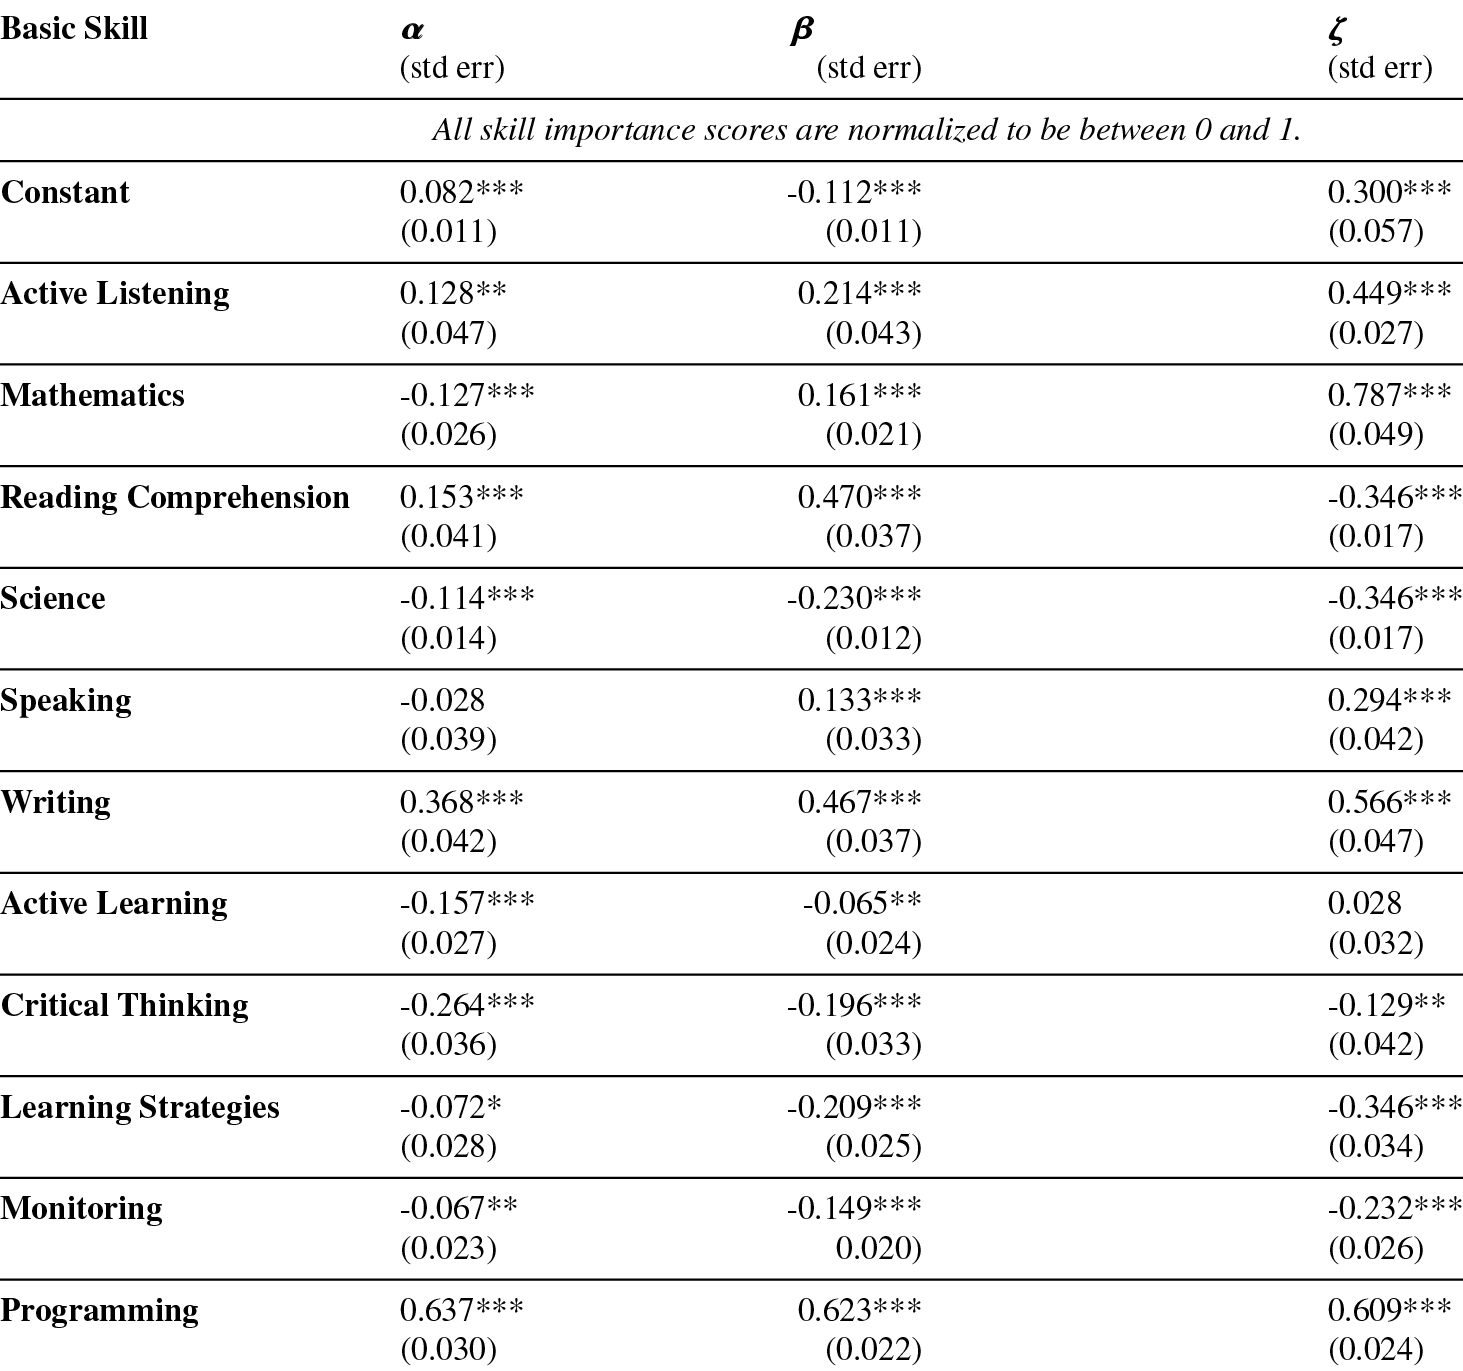 Basic Skill α β ζ
(std err) (std err) (std err)
All skill importance scores are normalized to be between 0 and 1.
Constant 0.082*** -0.112*** 0.300***
(0.011) (0.011) (0.057)
Active Listening 0.128** 0.214*** 0.449***
(0.047) (0.043) (0.027)
Mathematics -0.127*** 0.161*** 0.787***
(0.026) (0.021) (0.049)
Reading Comprehension 0.153*** 0.470*** -0.346***
(0.041) (0.037) (0.017)
Science -0.114*** -0.230*** -0.346***
(0.014) (0.012) (0.017)
Speaking -0.028 0.133*** 0.294***
(0.039) (0.033) (0.042)
Writing 0.368*** 0.467*** 0.566***
(0.042) (0.037) (0.047)
Active Learning -0.157*** -0.065** 0.028
(0.027) (0.024) (0.032)
Critical Thinking -0.264*** -0.196*** -0.129**
(0.036) (0.033) (0.042)
Learning Strategies -0.072* -0.209*** -0.346***
(0.028) (0.025) (0.034)
Monitoring -0.067** -0.149*** -0.232***
(0.023) 0.020) (0.026)
Programming 0.637*** 0.623*** 0.609***
(0.030) (0.022) (0.024)